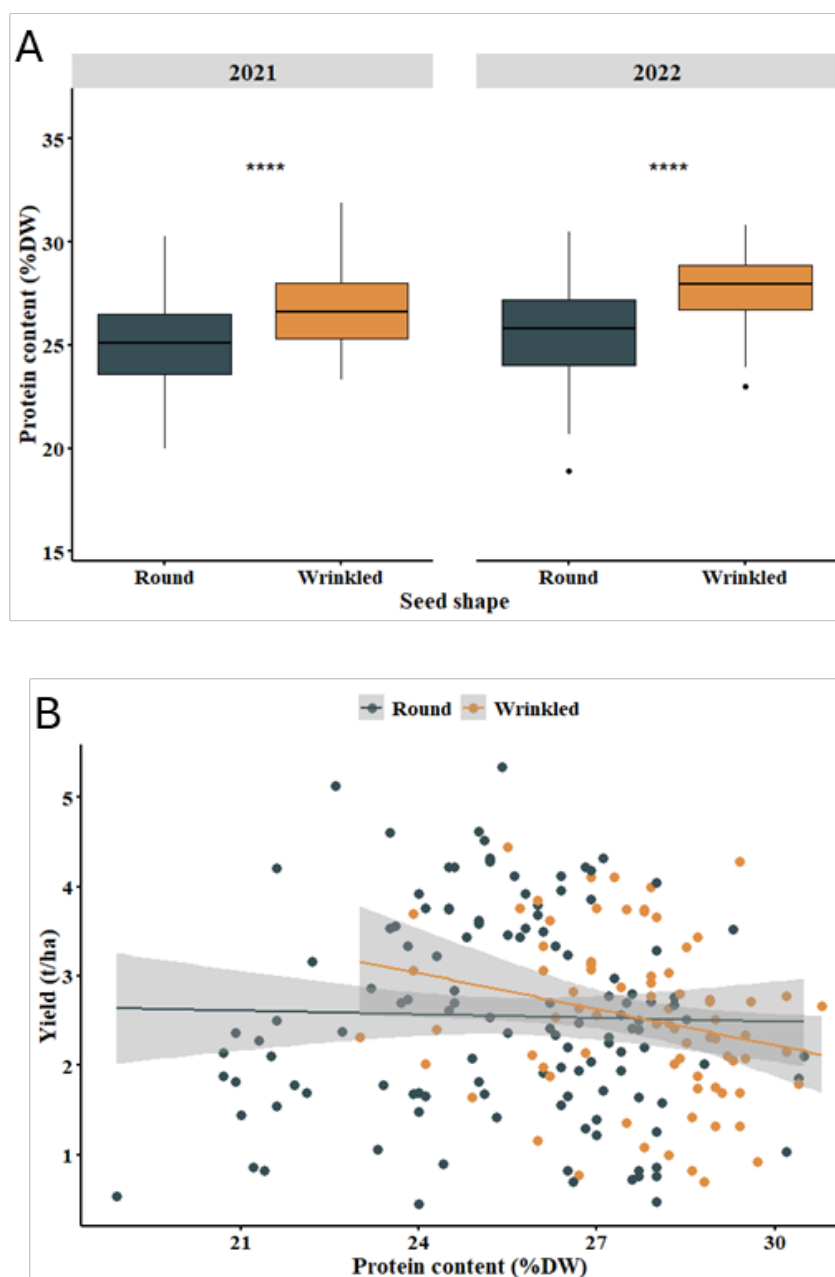 A
2021 2022
35
30
25
20
15
Protein content (%DW)
**** ****
Round Wrinkled Round Wrinkled
Seed shape
B
Round Wrinkled
5
4
3
2
1
Yield (t/ha)
21 24 27 30
Protein content (%DW)